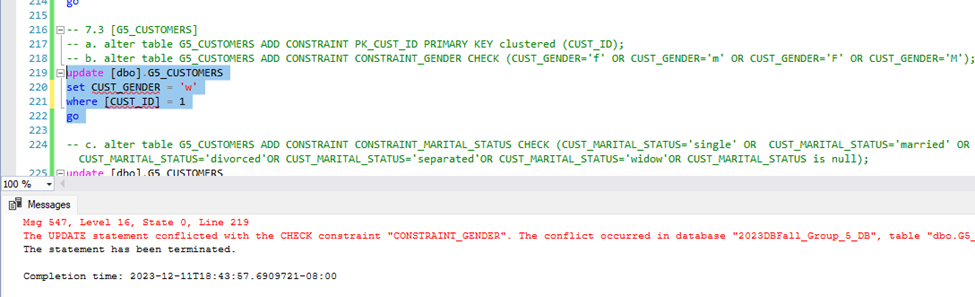 214 go
215
216 -- 7.3 [G5_CUSTOMERS]
217 -- a. alter table G5_CUSTOMERS ADD CONSTRAINT PK_CUST_ID PRIMARY KEY clustered (CUST_ID);
218 -- b. alter table G5_CUSTOMERS ADD CONSTRAINT CONSTRAINT_GENDER CHECK (CUST_GENDER='f' OR CUST_GENDER='m' OR CUST_GENDER='F' OR CUST_GENDER='M');
219 update [dbo].G5_CUSTOMERS
220 set CUST_GENDER = 'w'
221 where [CUST_ID] = 1
222 go
223
224 -- c. alter table G5_CUSTOMERS ADD CONSTRAINT CONSTRAINT_MARITAL_STATUS CHECK (CUST_MARITAL_STATUS='single' OR  CUST_MARITAL_STATUS='married' OR
CUST_MARITAL_STATUS='divorced'OR CUST_MARITAL_STATUS='separated'OR CUST_MARITAL_STATUS='widow'OR CUST_MARITAL_STATUS is null);
225 update [dbo].G5_CUSTOMERS
100 %
Messages
Msg 547, Level 16, State 0, Line 219
The UPDATE statement conflicted with the CHECK constraint "CONSTRAINT_GENDER". The conflict occurred in database "2023DBFall_Group_5_DB", table "dbo.G5_
The statement has been terminated.
Completion time: 2023-12-11T18:43:57.6909721-08:00